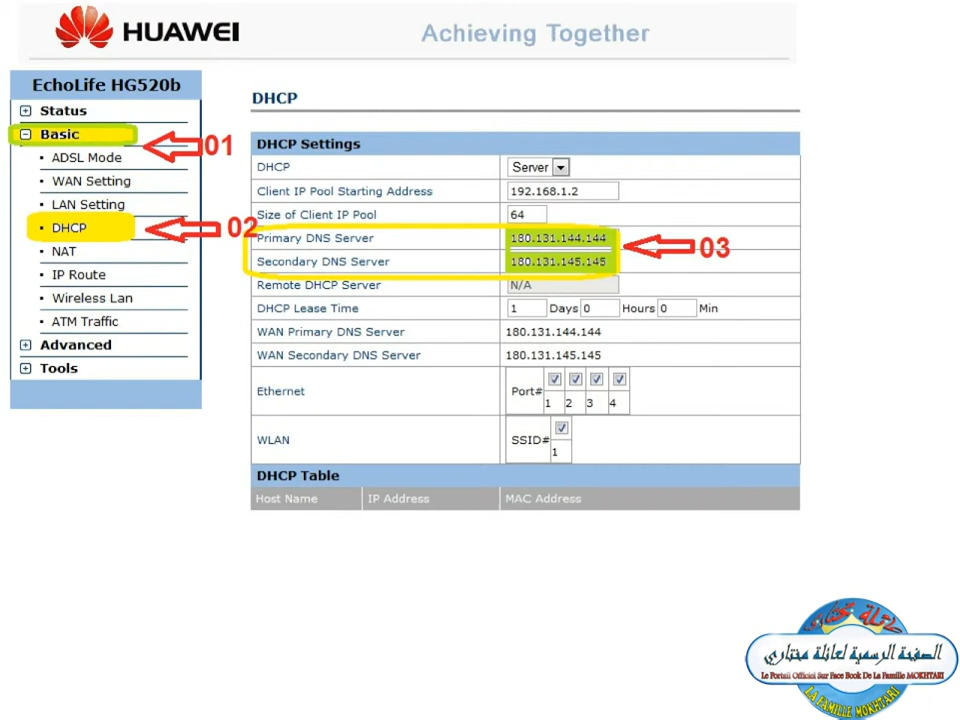 HUAWEI
Achieving Together
EchoLife HG520b
Status
Basic
01
ADSL Mode
WAN Setting
LAN Setting
DHCP
02
NAT
IP Route
Wireless Lan
ATM Traffic
Advanced
Tools
DHCP
DHCP Settings
DHCP Server
Client IP Pool Starting Address 192.168.1.2
Size of Client IP Pool 64
Primary DNS Server 180.131.144.144
03
Secondary DNS Server 180.131.145.145
Remote DHCP Server N/A
DHCP Lease Time 1 Days 0 Hours 0 Min
WAN Primary DNS Server 180.131.144.144
WAN Secondary DNS Server 180.131.145.145
Ethernet Port# 1 2 3 4
WLAN SSID# 1
DHCP Table
Host Name IP Address MAC Address
عائلة مختاري
الصفحة الرسمية لعائلة مختاري
Le Portail Officiel Sur Face Book De La Famille MOKHTARI
LA FAMILLE MOKHTARI